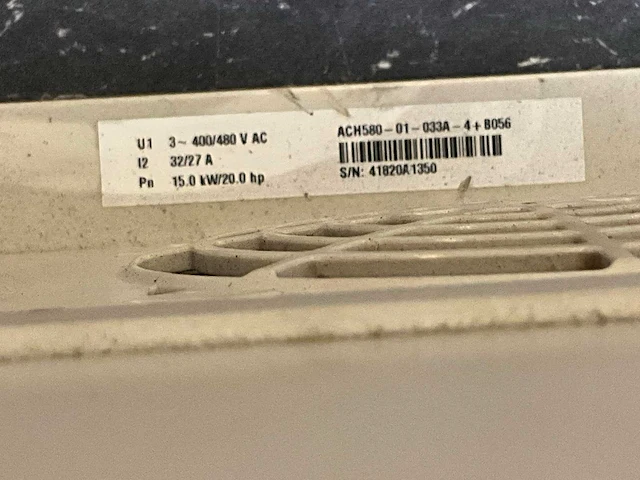 U1 3~ 400/480 V AC
I2 32/27 A
Pn 15.0 kW/20.0 hp
ACH580-01-033A-4+B056
S/N: 41820A1350